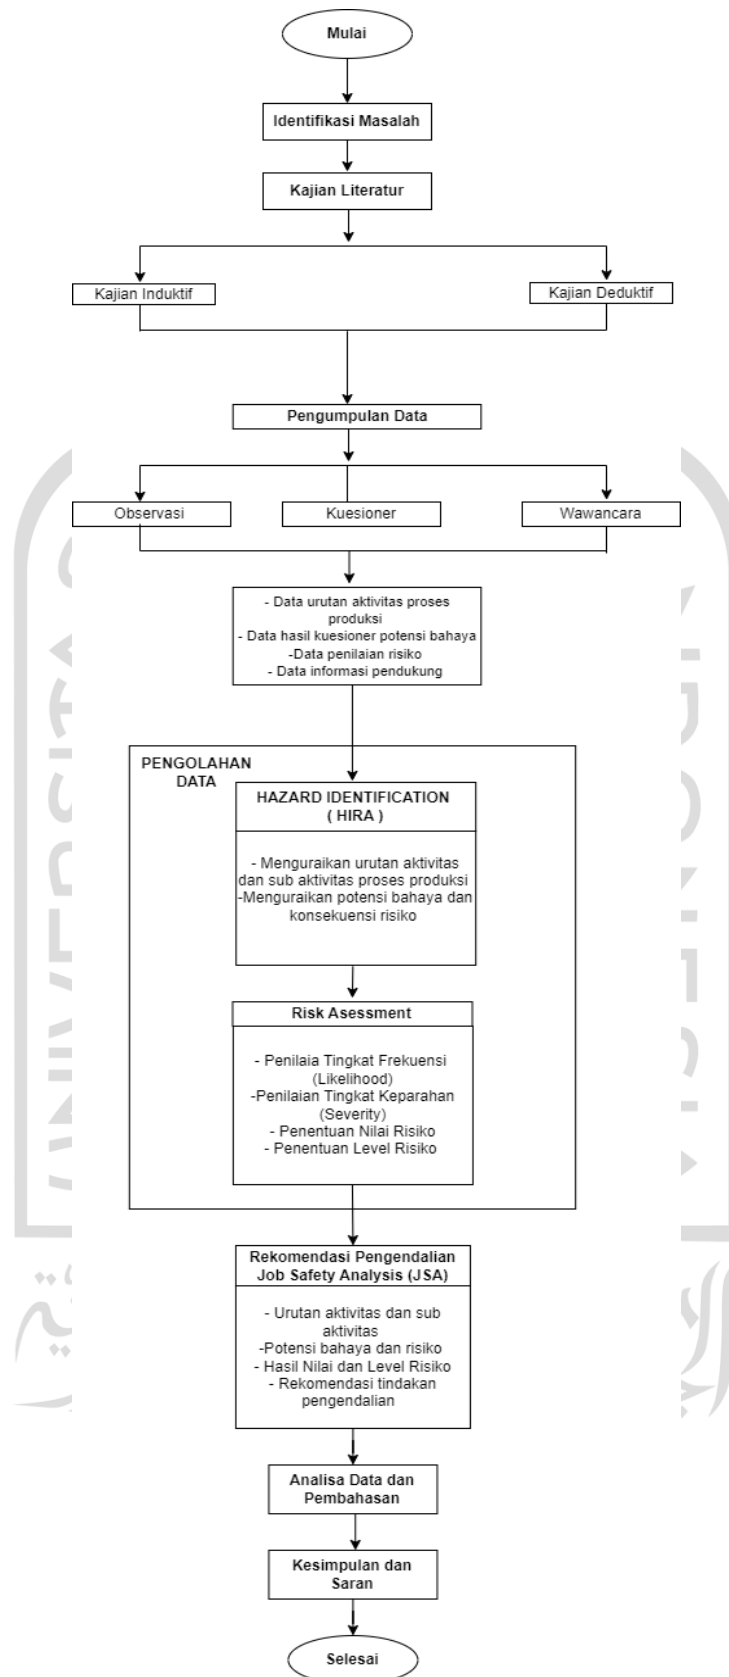 Mulai
Identifikasi Masalah
Kajian Literatur
Kajian Induktif
Kajian Deduktif
Pengumpulan Data
Observasi
Kuesioner
Wawancara
- Data urutan aktivitas proses
produksi
- Data hasil kuesioner potensi bahaya
-Data penilaian risiko
- Data informasi pendukung
PENGOLAHAN
DATA
HAZARD IDENTIFICATION
( HIRA )
- Menguraikan urutan aktivitas
dan sub aktivitas proses produksi
-Menguraikan potensi bahaya dan
konsekuensi risiko
Risk Asessment
- Penilaia Tingkat Frekuensi
(Likelihood)
-Penilaian Tingkat Keparahan
(Severity)
- Penentuan Nilai Risiko
- Penentuan Level Risiko
Rekomendasi Pengendalian
Job Safety Analysis (JSA)
- Urutan aktivitas dan sub
aktivitas
-Potensi bahaya dan risiko
- Hasil Nilai dan Level Risiko
- Rekomendasi tindakan
pengendalian
Analisa Data dan
Pembahasan
Kesimpulan dan
Saran
Selesai